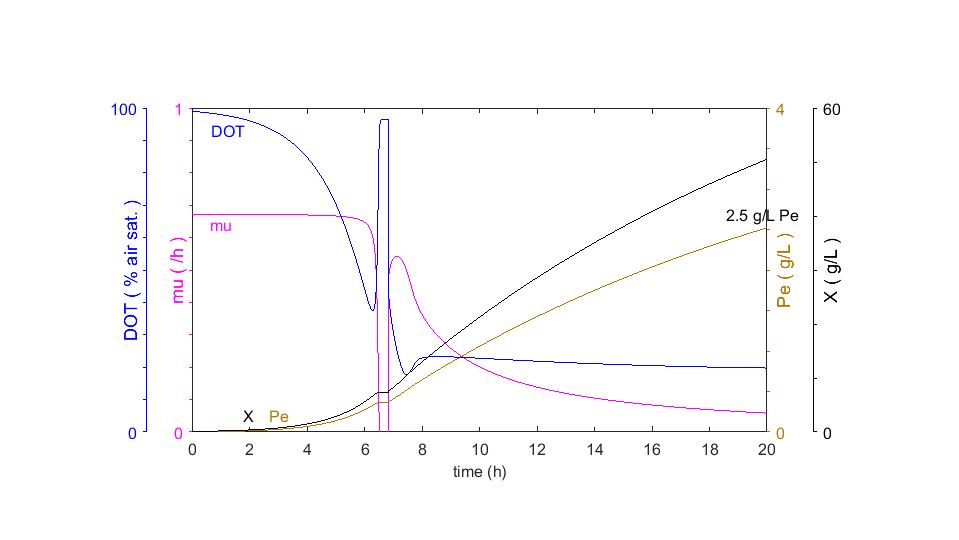 100 1 4 60
DOT
2.5 g/L Pe
mu
DOT ( % air sat. )
mu ( /h )
Pe ( g/L )
X ( g/L )
X Pe
0 0 0 0
0 2 4 6 8 10 12 14 16 18 20
time (h)